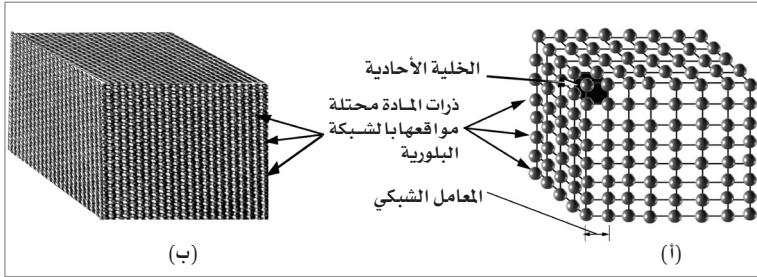 الخلية الأحادية
ذرات المادة محتلة
مواقعها بالشبكة
البلورية
المعامل الشبكي
(أ)
(ب)